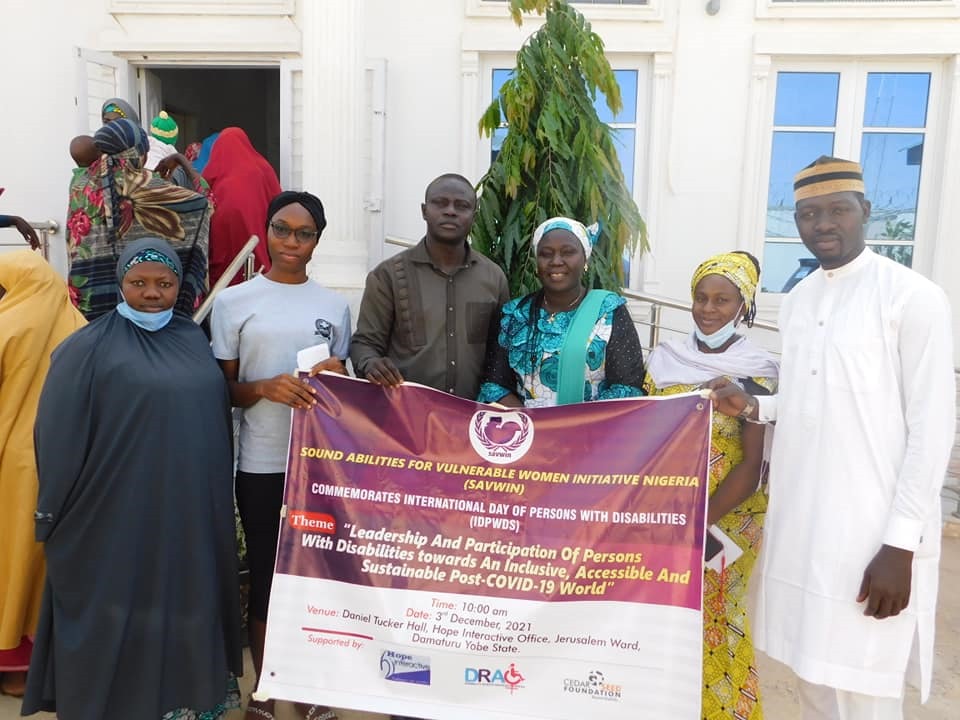 savwin
SOUND ABILITIES FOR VULNERABLE WOMEN INITIATIVE NIGERIA
(SAVWIN)
COMMEMORATES INTERNATIONAL DAY OF PERSONS WITH DISABILITIES
(IDPWDS)
Theme "Leadership And Participation Of Persons
With Disabilities towards An Inclusive, Accessible And
Sustainable Post-COVID-19 World"
Time: 10:00 am
Date: 3rd December, 2021
Venue: Daniel Tucker Hall, Hope Interactive Office, Jerusalem Ward,
Damaturu Yobe State.
Supported by:
Hope interactive
DRAC
CEDAR SEED
FOUNDATION